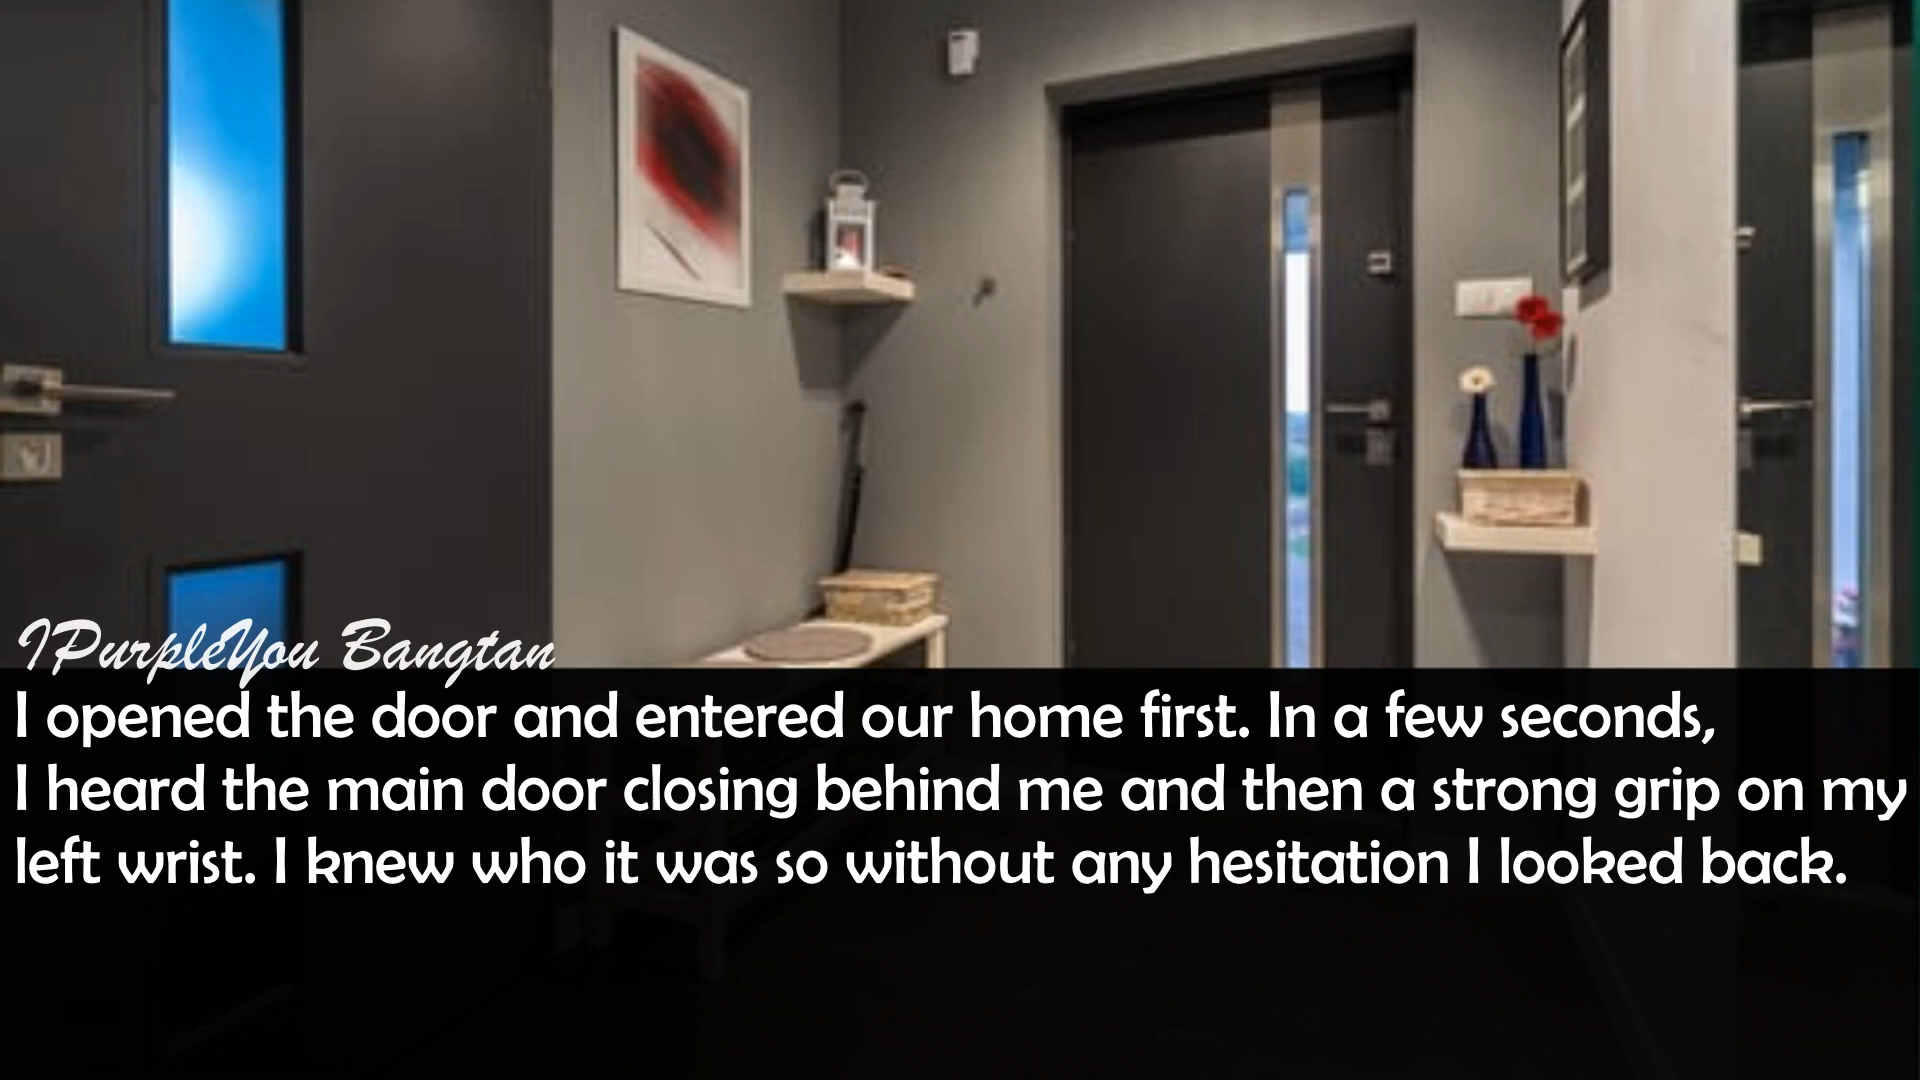 IPurpleYou Bangtan
I opened the door and entered our home first. In a few seconds,
I heard the main door closing behind me and then a strong grip on my
left wrist. I knew who it was so without any hesitation I looked back.